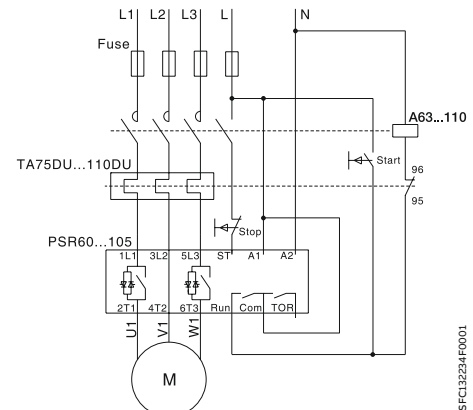 L1 L2 L3 L N
Fuse
A63...110
Start
96
TA75DU...110DU
95
Stop
PSR60...105
1L1 3L2 5L3 ST A1 A2
2T1 4T2 6T3 Run Com TOR
U1 V1 W1
M
SFC132234F0001